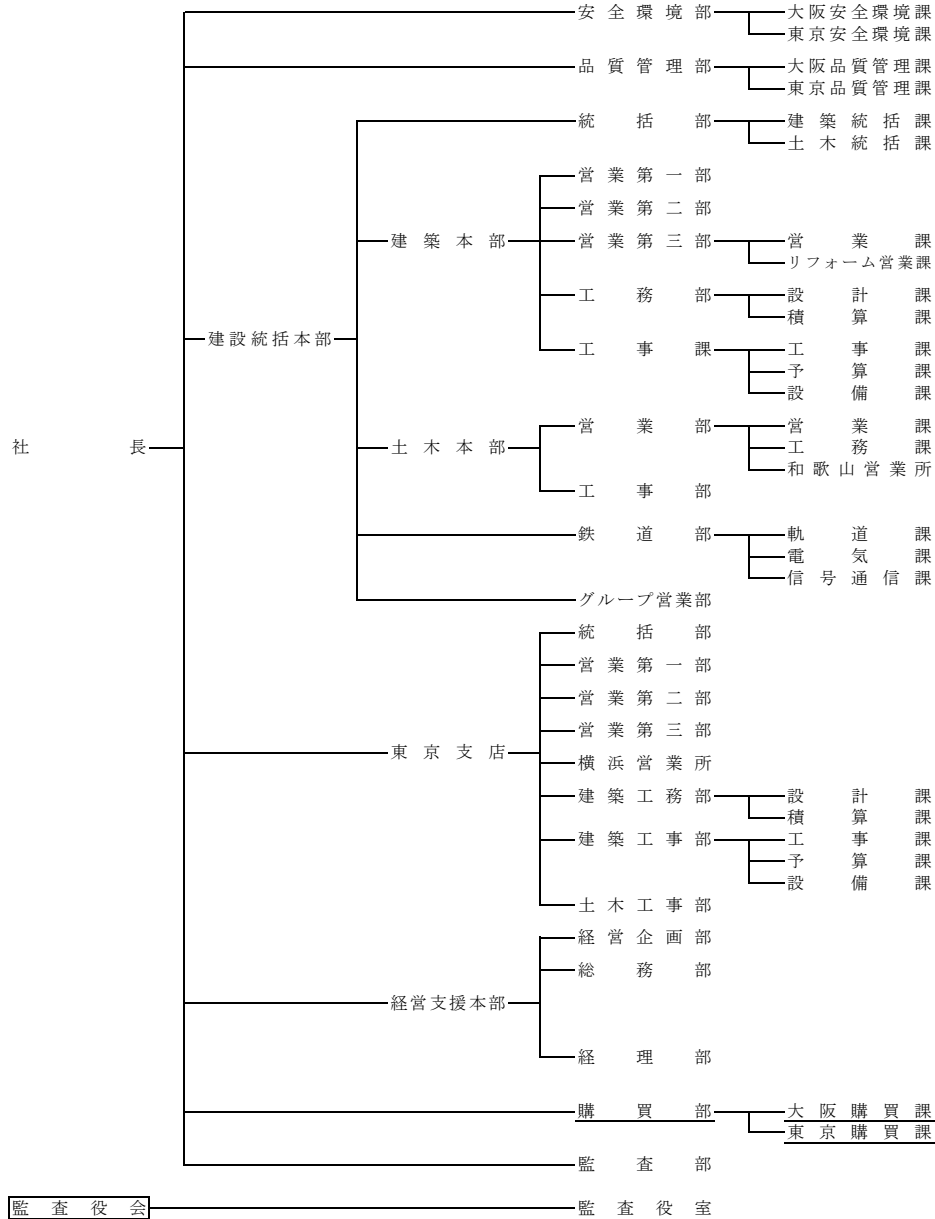 安全環境部 大阪安全環境課
東京安全環境課
品質管理部 大阪品質管理課
東京品質管理課
統括部 建築統括課
土木統括課
営業第一部
営業第二部
建築本部 営業第三部 営業課
リフォーム営業課
工務部 設計課
積算課
建設統括本部
工事課 工事課
予算課
設備課
営業部 営業課
社長 土木本部 工務課
和歌山営業所
工事部
鉄道部 軌道課
電気課
信号通信課
グループ営業部
統括部
営業第一部
営業第二部
営業第三部
東京支店
横浜営業所
建築工務部 設計課
積算課
建築工事部 工事課
予算課
設備課
土木工事部
経営企画部
総務部
経営支援本部
経理部
購買部 大阪購買課
東京購買課
監査部
監査役会 監査役室